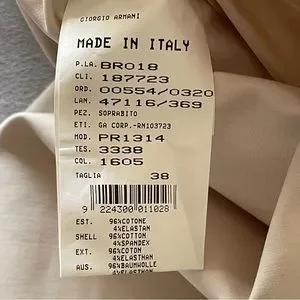 GIORGIO ARMANI
MADE IN ITALY
P.LA. BR018
CLI. 187723
ORD. 00554/0320
LAN. 47116/369
PEZ. SOPRABITO
ETI. GA CORP.-RN103723
MOD. PR1314
TES. 3338
COL. 1605
TAGLIA 38
9 224300 011028
EST. 96%COTONE
4%ELASTAN
SHELL 96%COTTON
4%SPANDEX
EXT. 96%COTON
4%ELASTHAN
AUS 96%BAUMWOLLE
4%ELASTHAN